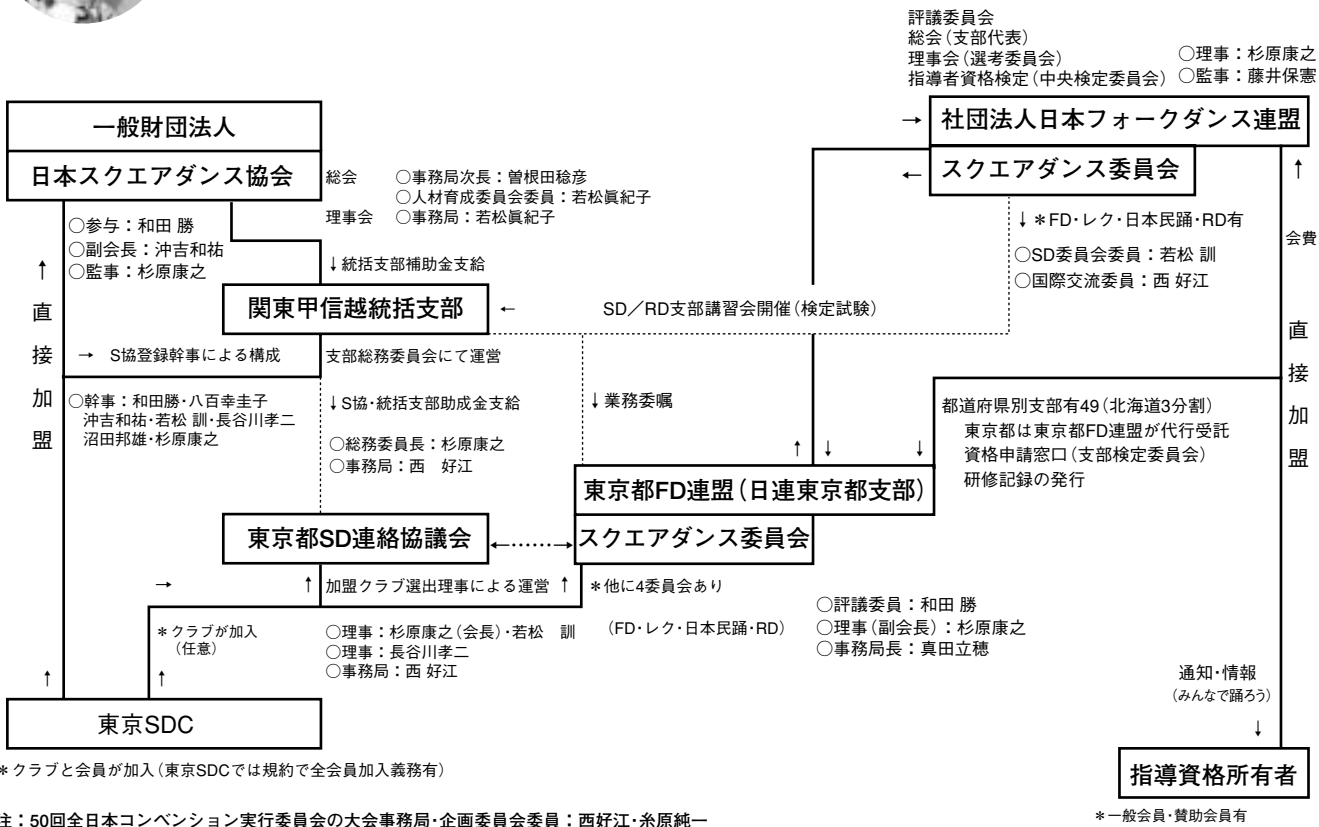 評議委員会
総会（支部代表）
理事会（選考委員会）
指導者資格検定（中央検定委員会）
○理事：杉原康之
○監事：藤井保憲
一般財団法人
日本スクエアダンス協会
総会 ○事務局次長：曽根田稔彦
○人材育成委員会委員：若松眞紀子
理事会 ○事務局：若松眞紀子
→ 社団法人日本フォークダンス連盟
← スクエアダンス委員会
↑
会費
直接加盟
○参与：和田 勝
○副会長：沖吉和祐
○監事：杉原康之
↑
直接加盟
↓統括支部補助金支給
↓＊FD・レク・日本民踊・RD有
○SD委員会委員：若松 訓
○国際交流委員：西 好江
関東甲信越統括支部
← SD／RD支部講習会開催（検定試験）
→ S協登録幹事による構成
支部総務委員会にて運営
○幹事：和田勝・八百幸圭子
沖吉和祐・若松 訓・長谷川孝二
沼田邦雄・杉原康之
↓S協・統括支部助成金支給
↓業務委嘱
○総務委員長：杉原康之
○事務局：西　好江
都道府県別支部有49（北海道3分割）
東京都は東京都FD連盟が代行受託
資格申請窓口（支部検定委員会）
研修記録の発行
↑ ↓ ↓
東京都FD連盟（日連東京都支部）
東京都SD連絡協議会
←……→
スクエアダンス委員会
→ ↑ 加盟クラブ選出理事による運営 ↑
＊他に4委員会あり
（FD・レク・日本民踊・RD）
＊クラブが加入
（任意）
○理事：杉原康之（会長）・若松　訓
○理事：長谷川孝二
○事務局：西 好江
○評議委員：和田 勝
○理事（副会長）：杉原康之
○事務局長：真田立穂
↑ ↑
東京SDC
通知・情報
（みんなで踊ろう）
↓
指導資格所有者
＊クラブと会員が加入（東京SDCでは規約で全会員加入義務有）
＊一般会員・賛助会員有
注：50回全日本コンベンション実行委員会の大会事務局・企画委員会委員：西好江・糸原純一